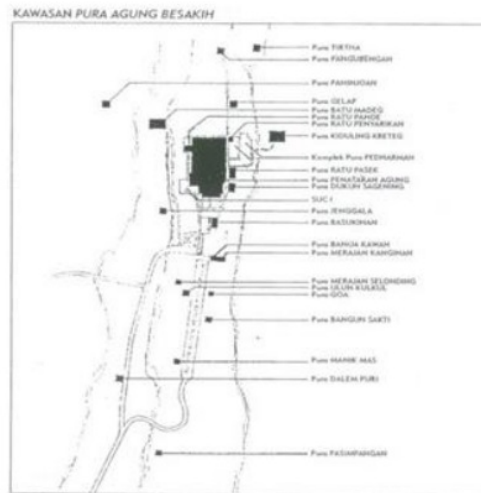 KAWASAN PURA AGUNG BESAKIH
Pura TIRTHA
Pura PANGUBENGAN
Pura PANINJOAN
Pura GELAP
Pura BATU MADEG
Pura RATU PANDE
Pura RATU PENYARIKAN
Pura KIDULING KRETEG
Komplek Pura PEDHARMAN
Pura RATU PASEK
Pura PENATARAN AGUNG
Pura DUKUH SAGENING
SUCI
Pura JENGGALA
Pura BASUKIHAN
Pura BANUA KAWAN
Pura MERAJAN KANGINAN
Pura MERAJAN SELONDING
Pura ULUN KULKUL
Pura GOA
Pura BANGUN SAKTI
Pura MANIK MAS
Pura DALEM PURI
Pura PASIMPANGAN